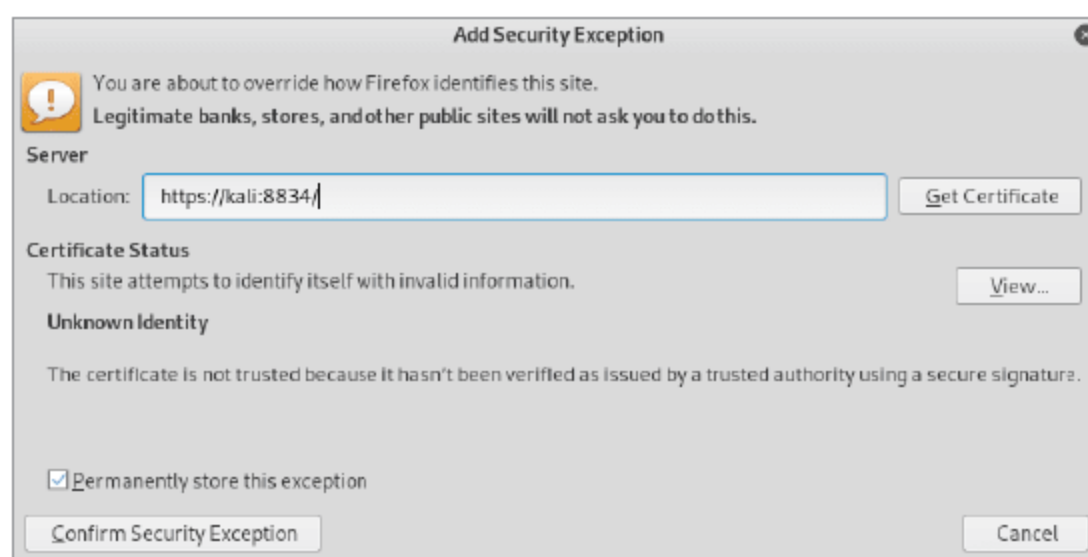 Add Security Exception
You are about to override how Firefox identifies this site.
Legitimate banks, stores, and other public sites will not ask you to do this.
Server
Location: https://kali:8834/ Get Certificate
Certificate Status
This site attempts to identify itself with invalid information.
View...
Unknown Identity
The certificate is not trusted because it hasn't been verified as issued by a trusted authority using a secure signature.
Permanently store this exception
Confirm Security Exception Cancel